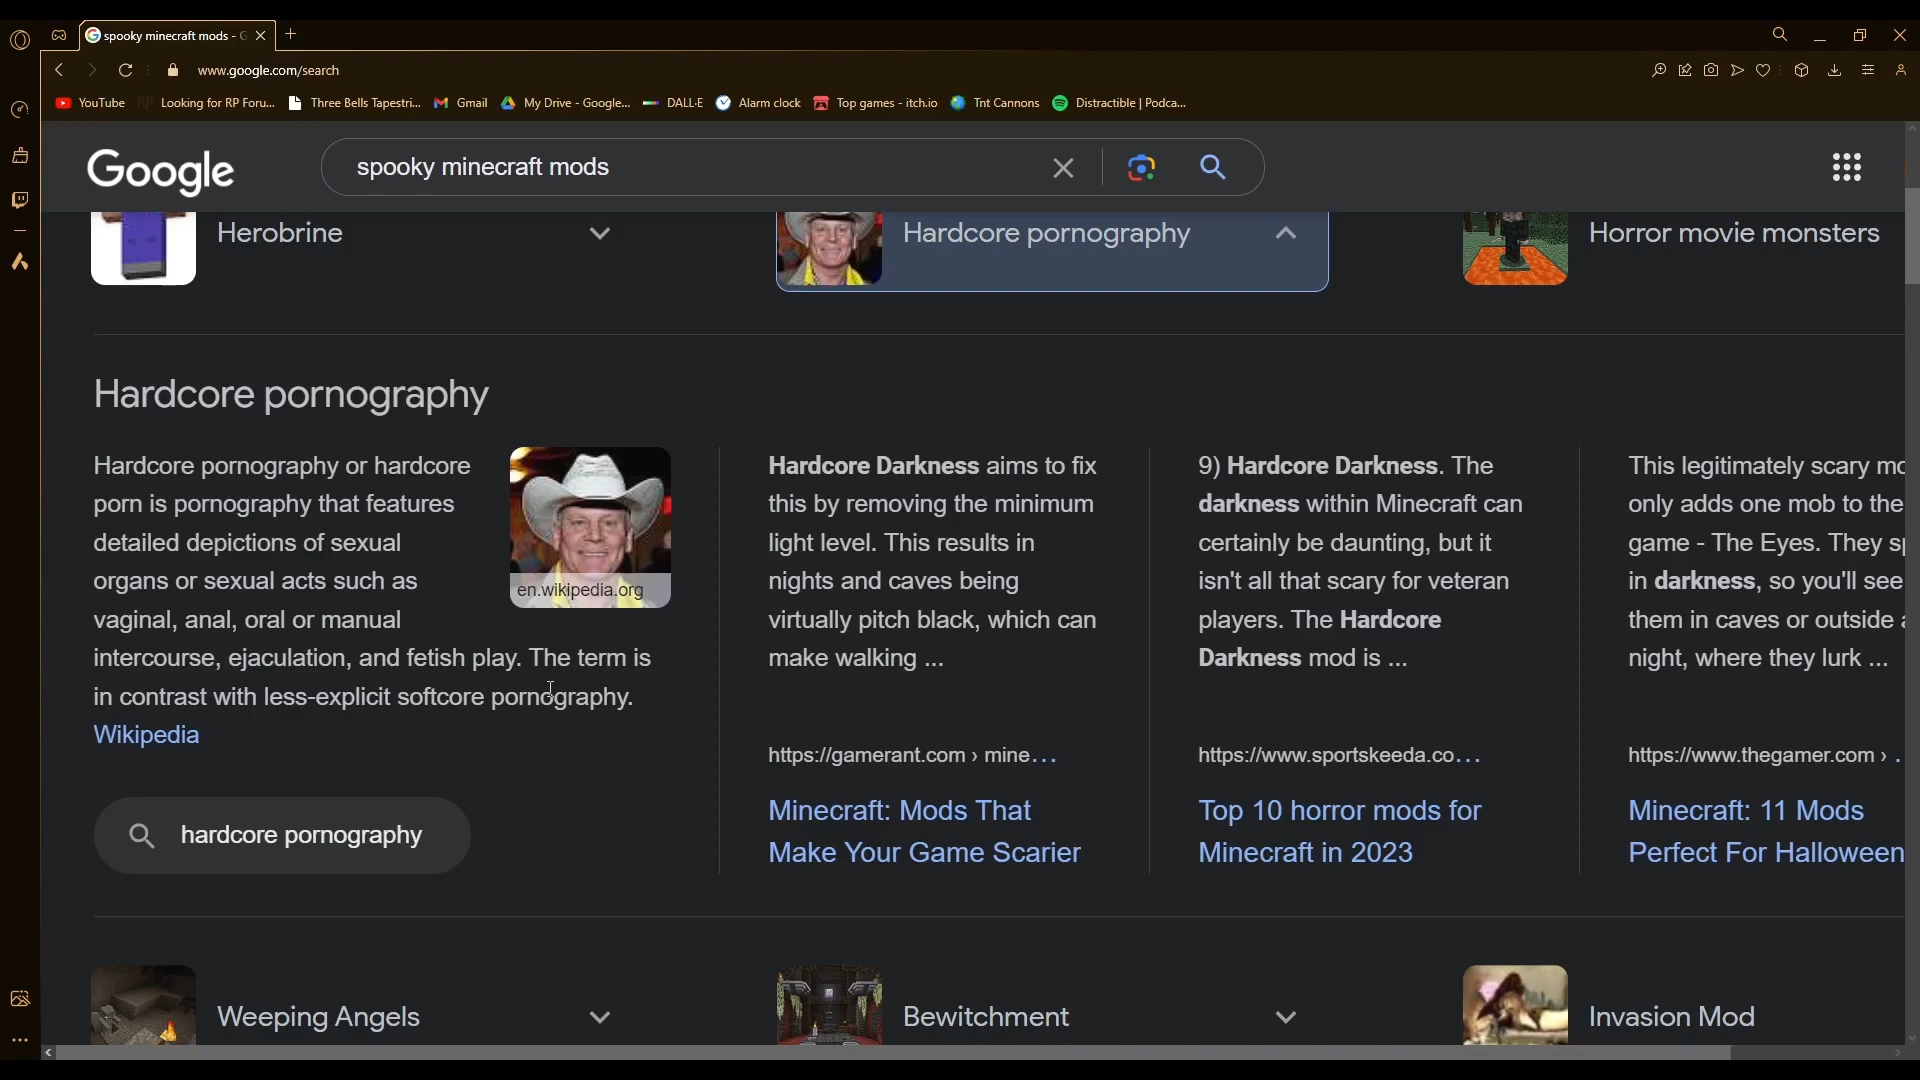 spooky minecraft mods - G
www.google.com/search
YouTube
Looking for RP Foru...
Three Bells Tapestri...
Gmail
My Drive - Google...
DALL·E
Alarm clock
Top games - itch.io
Tnt Cannons
Distractible | Podca...
Google
spooky minecraft mods
Herobrine
Hardcore pornography
Horror movie monsters
Hardcore pornography
Hardcore pornography or hardcore
porn is pornography that features
detailed depictions of sexual
organs or sexual acts such as
vaginal, anal, oral or manual
intercourse, ejaculation, and fetish play. The term is
in contrast with less-explicit softcore pornography.
Wikipedia
en.wikipedia.org
hardcore pornography
Hardcore Darkness aims to fix
this by removing the minimum
light level. This results in
nights and caves being
virtually pitch black, which can
make walking ...
https://gamerant.com › mine...
Minecraft: Mods That
Make Your Game Scarier
9) Hardcore Darkness. The
darkness within Minecraft can
certainly be daunting, but it
isn't all that scary for veteran
players. The Hardcore
Darkness mod is ...
https://www.sportskeeda.co...
Top 10 horror mods for
Minecraft in 2023
This legitimately scary mo
only adds one mob to the
game - The Eyes. They sp
in darkness, so you'll see
them in caves or outside a
night, where they lurk ...
https://www.thegamer.com › .
Minecraft: 11 Mods
Perfect For Halloween
Weeping Angels
Bewitchment
Invasion Mod